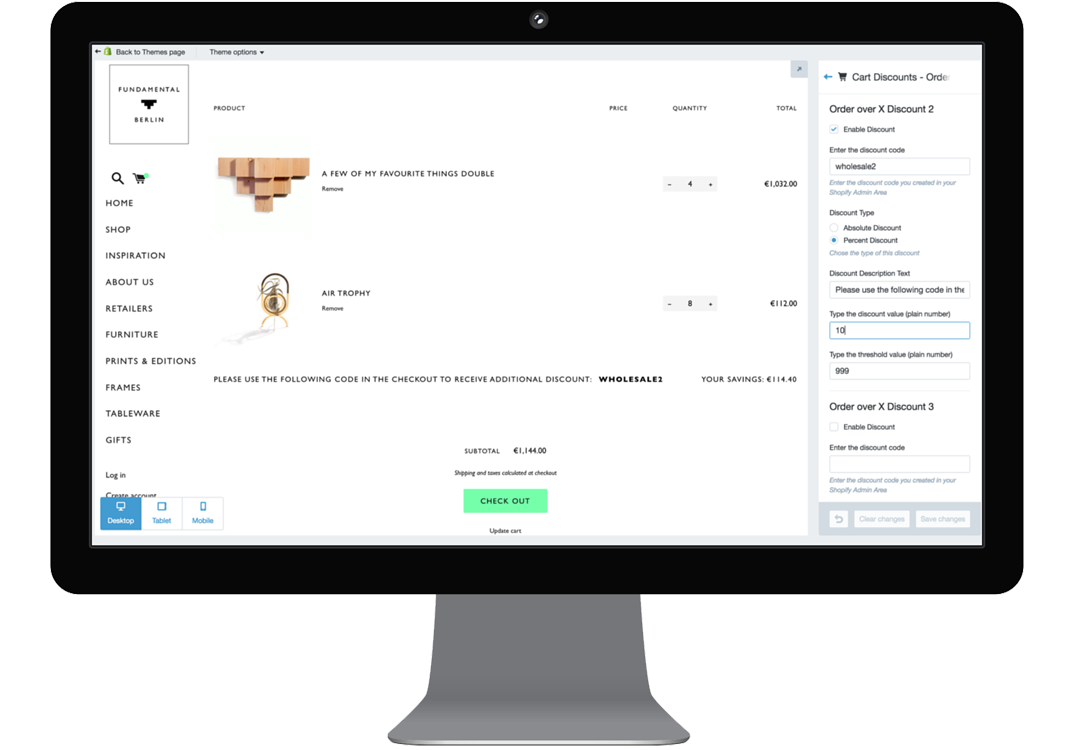 Back to Themes page
Theme options
FUNDAMENTAL
BERLIN
HOME
SHOP
INSPIRATION
ABOUT US
RETAILERS
FURNITURE
PRINTS & EDITIONS
FRAMES
TABLEWARE
GIFTS
Log in
Create account
Desktop
Tablet
Mobile
PRODUCT
PRICE
QUANTITY
TOTAL
A FEW OF MY FAVOURITE THINGS DOUBLE
Remove
- 4 +
€1,032.00
AIR TROPHY
Remove
- 8 +
€112.00
PLEASE USE THE FOLLOWING CODE IN THE CHECKOUT TO RECEIVE ADDITIONAL DISCOUNT: WHOLESALE2
YOUR SAVINGS: €114.40
SUBTOTAL €1,144.00
Shipping and taxes calculated at checkout
CHECK OUT
Update cart
Cart Discounts - Orde
Order over X Discount 2
Enable Discount
Enter the discount code
wholesale2
Enter the discount code you created in your
Shopify Admin Area
Discount Type
Absolute Discount
Percent Discount
Chose the type of this discount
Discount Description Text
Please use the following code in the
Type the discount value (plain number)
10
Type the threshold value (plain number)
999
Order over X Discount 3
Enable Discount
Enter the discount code
Enter the discount code you created in your
Shopify Admin Area
Clear changes
Save changes